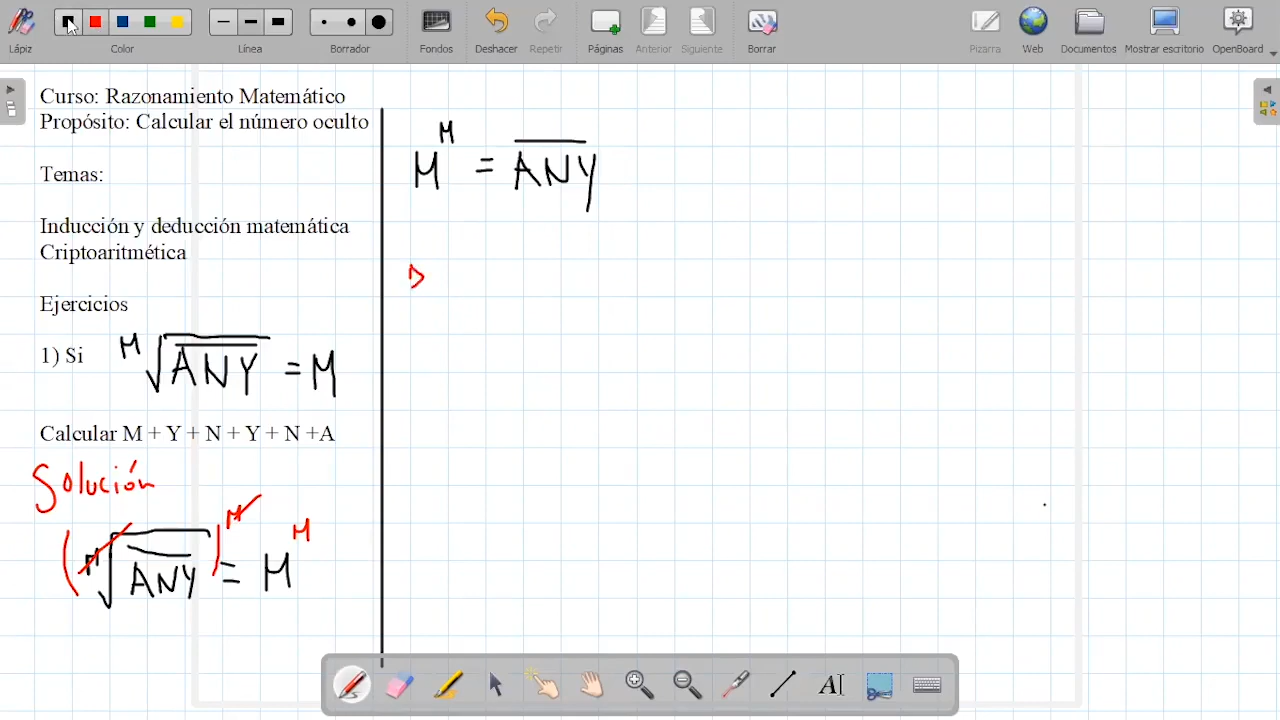 Lápiz Color Línea Borrador Fondos Deshacer Repetir Páginas Anterior Siguiente Borrar Pizarra Web Documentos Mostrar escritorio OpenBoard
Curso: Razonamiento Matemático
Propósito: Calcular el número oculto
Temas:
Inducción y deducción matemática
Criptoaritmética
Ejercicios
1) Si M√ANY = M
Calcular M + Y + N + Y + N +A
Solución
(M√ANY)^M = M^M
M^M = ANY
AI